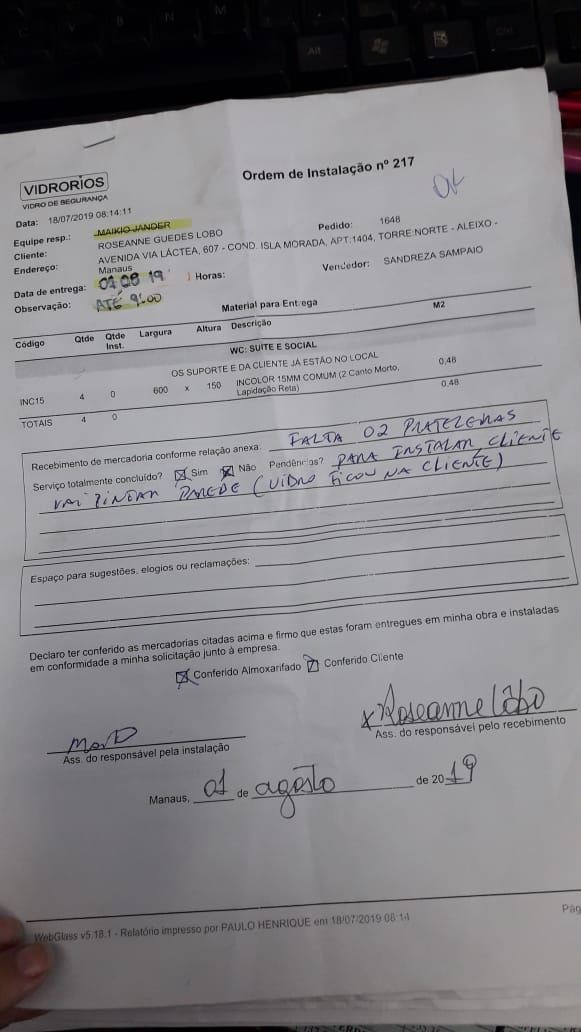 Alt
VIDRORIOS
VIDRO DE SEGURANÇA
Ordem de Instalação nº 217
OK
Data: 18/07/2019 08:14:11
Equipe resp.: MAIKIO JANDER
Cliente: ROSEANNE GUEDES LOBO
Pedido: 1648
Endereço: AVENIDA VIA LÁCTEA, 607 - COND. ISLA MORADA, APT.1404, TORRE:NORTE - ALEIXO -
Manaus
Vendedor: SANDREZA SAMPAIO
Data de entrega: 01 08 19 Horas:
Observação: ATÉ 9:00
Material para Entrega
Código Qtde Qtde Inst. Largura Altura Descrição M2
WC: SUITE E SOCIAL
OS SUPORTE E DA CLIENTE JÁ ESTÃO NO LOCAL
INC15 4 0 600 x 150 INCOLOR 15MM COMUM (2 Canto Morto, 0,48
Lapidação Reta)
TOTAIS 4 0 0,48
Recebimento de mercadoria conforme relação anexa: FALTA 02 PRATELEIRAS
Serviço totalmente concluído? Sim Não Pendências? PARA INSTALAR CLIENTE
VAI PINTAR PAREDE (VIDRO FICOU NA CLIENTE)
Espaço para sugestões, elogios ou reclamações:
Declaro ter conferido as mercadorias citadas acima e firmo que estas foram entregues em minha obra e instaladas
em conformidade a minha solicitação junto à empresa.
Conferido Almoxarifado Conferido Cliente
x Roseanne Lôbo
Ass. do responsável pela instalação
Ass. do responsável pelo recebimento
Manaus, 01 de agosto de 2019
WebGlass v5.18.1 - Relatório impresso por PAULO HENRIQUE em 18/07/2019 08:14
Pág